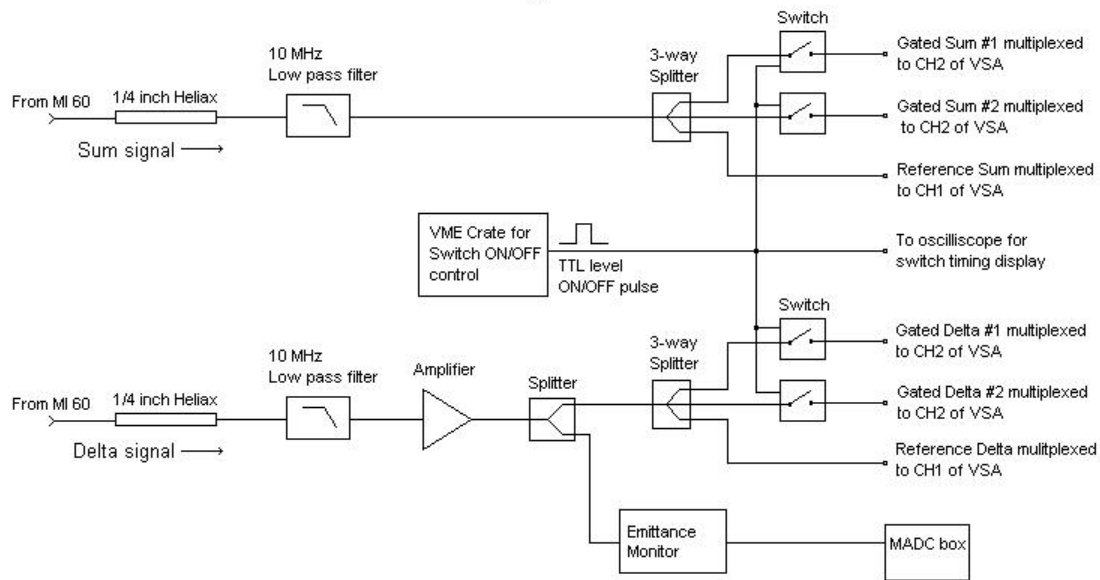 Switch
Gated Sum #1 multiplexed
to CH2 of VSA
10 MHz
Low pass filter
3-way
Splitter
From MI 60
1/4 inch Heliax
Gated Sum #2 multiplexed
to CH2 of VSA
Sum signal
Reference Sum multiplexed
to CH1 of VSA
VME Crate for
Switch ON/OFF
control
TTL level
ON/OFF pulse
To oscilliscope for
switch timing display
Switch
Gated Delta #1 multiplexed
to CH2 of VSA
10 MHz
Low pass filter
Amplifier
Splitter
3-way
Splitter
From MI 60
1/4 inch Heliax
Gated Delta #2 multiplexed
to CH2 of VSA
Delta signal
Reference Delta mulitplexed
to CH1 of VSA
Emittance
Monitor
MADC box